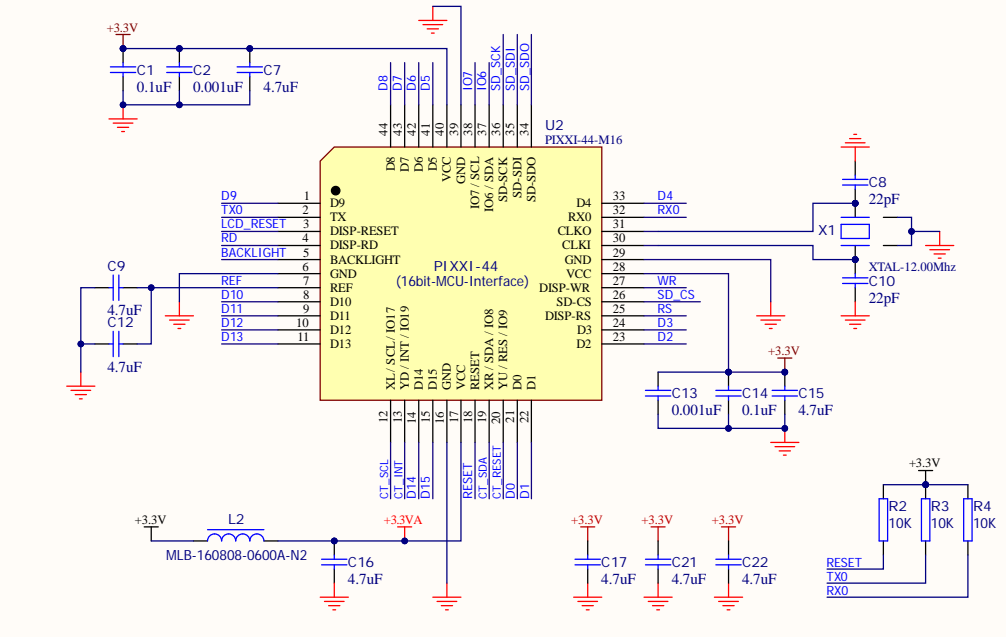 +3.3V
C1
0.1uF
C2
0.001uF
C7
4.7uF
D8
D7
D6
D5
IO7
IO6
SD_SCK
SD_SDI
SD_SDO
44
43
42
41
40
39
38
37
36
35
34
U2
PIXXI-44-M16
D8
D7
D6
D5
VCC
GND
IO7 / SCL
IO6 / SDA
SD-SCK
SD-SDI
SD-SDO
D9
1
D9
TX0
2
TX
LCD_RESET
3
DISP-RESET
RD
4
DISP-RD
BACKLIGHT
5
BACKLIGHT
6
GND
REF
7
REF
D10
8
D10
D11
9
D11
D12
10
D12
D13
11
D13
PIXXI-44
(16bit-MCU-Interface)
D4
33
D4
RX0
32
RX0
CLKO
31
CLKI
30
GND
29
VCC
28
DISP-WR
27
WR
SD-CS
26
SD_CS
DISP-RS
25
RS
D3
24
D3
D2
23
D2
XL / SCL / IO17
YD / INT / IO19
D14
D15
GND
VCC
RESET
XR / SDA / IO8
YU / RES / IO9
D0
D1
12
13
14
15
16
17
18
19
20
21
22
CT_SCL
CT_INT
D14
D15
RESET
CT_SDA
CT_RESET
D0
D1
C9
4.7uF
C12
4.7uF
C8
22pF
X1
XTAL-12.00Mhz
C10
22pF
+3.3V
C13
0.001uF
C14
0.1uF
C15
4.7uF
+3.3V
L2
MLB-160808-0600A-N2
+3.3VA
C16
4.7uF
+3.3V
C17
4.7uF
+3.3V
C21
4.7uF
+3.3V
C22
4.7uF
+3.3V
R2
10K
R3
10K
R4
10K
RESET
TX0
RX0